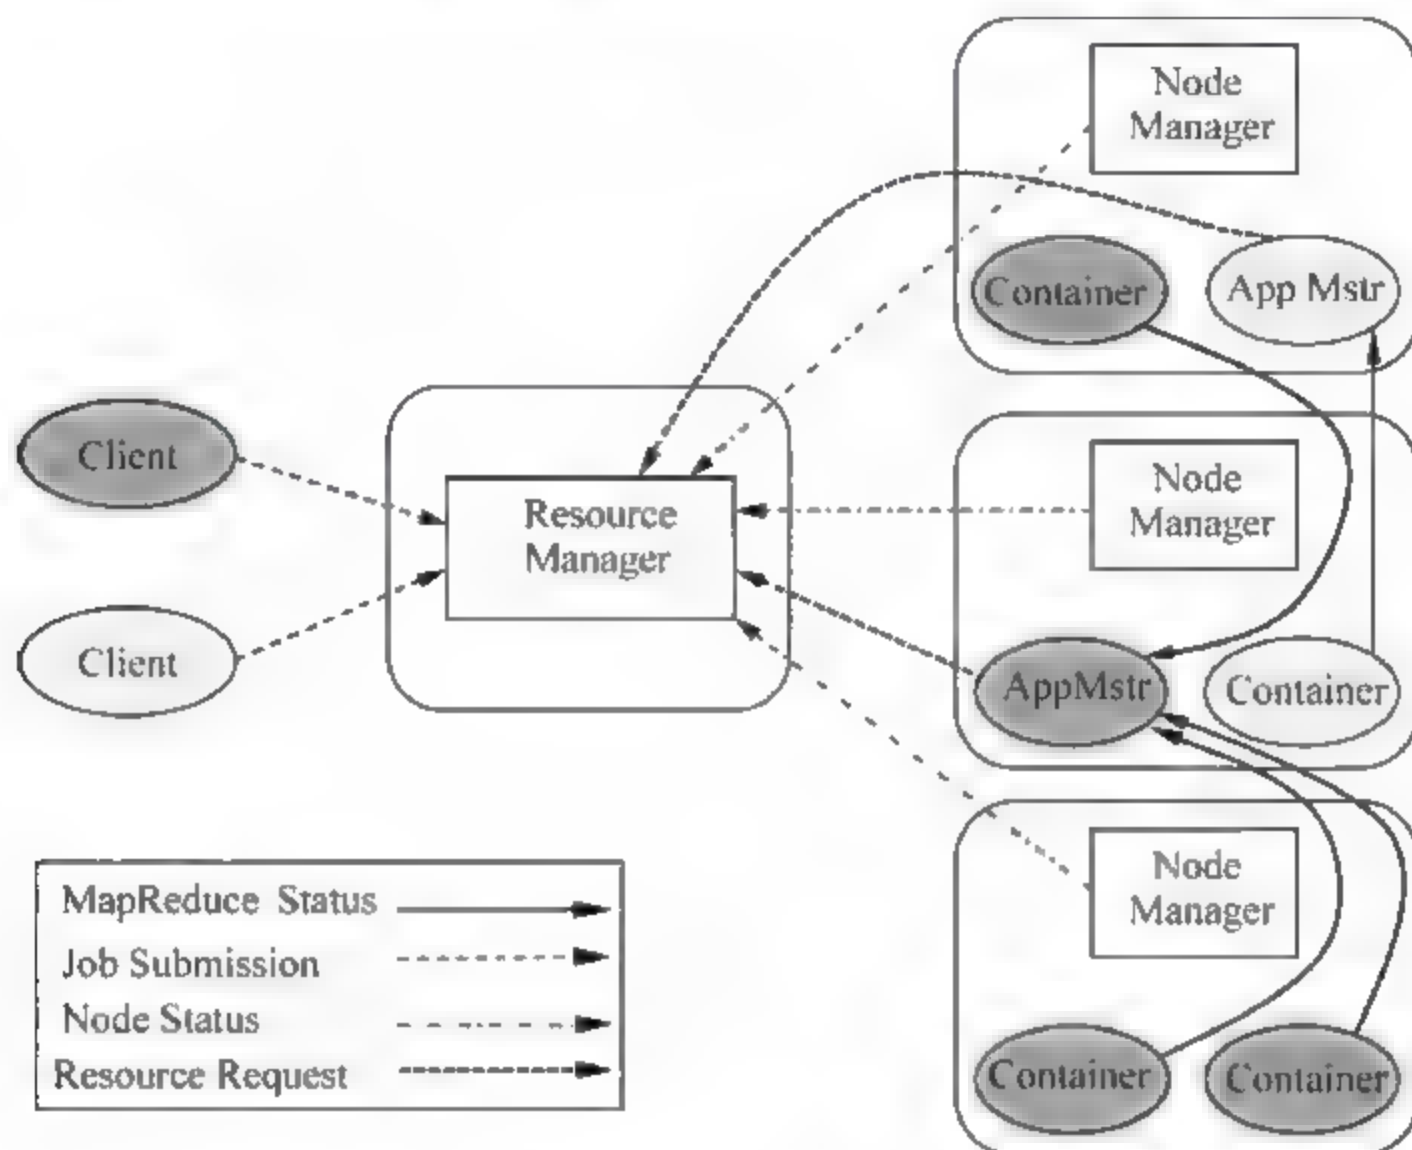 Node
Manager
Container
App Mstr
Client
Resource
Manager
Node
Manager
Client
AppMstr
Container
MapReduce Status
Job Submission
Node Status
Resource Request
Node
Manager
Container
Container